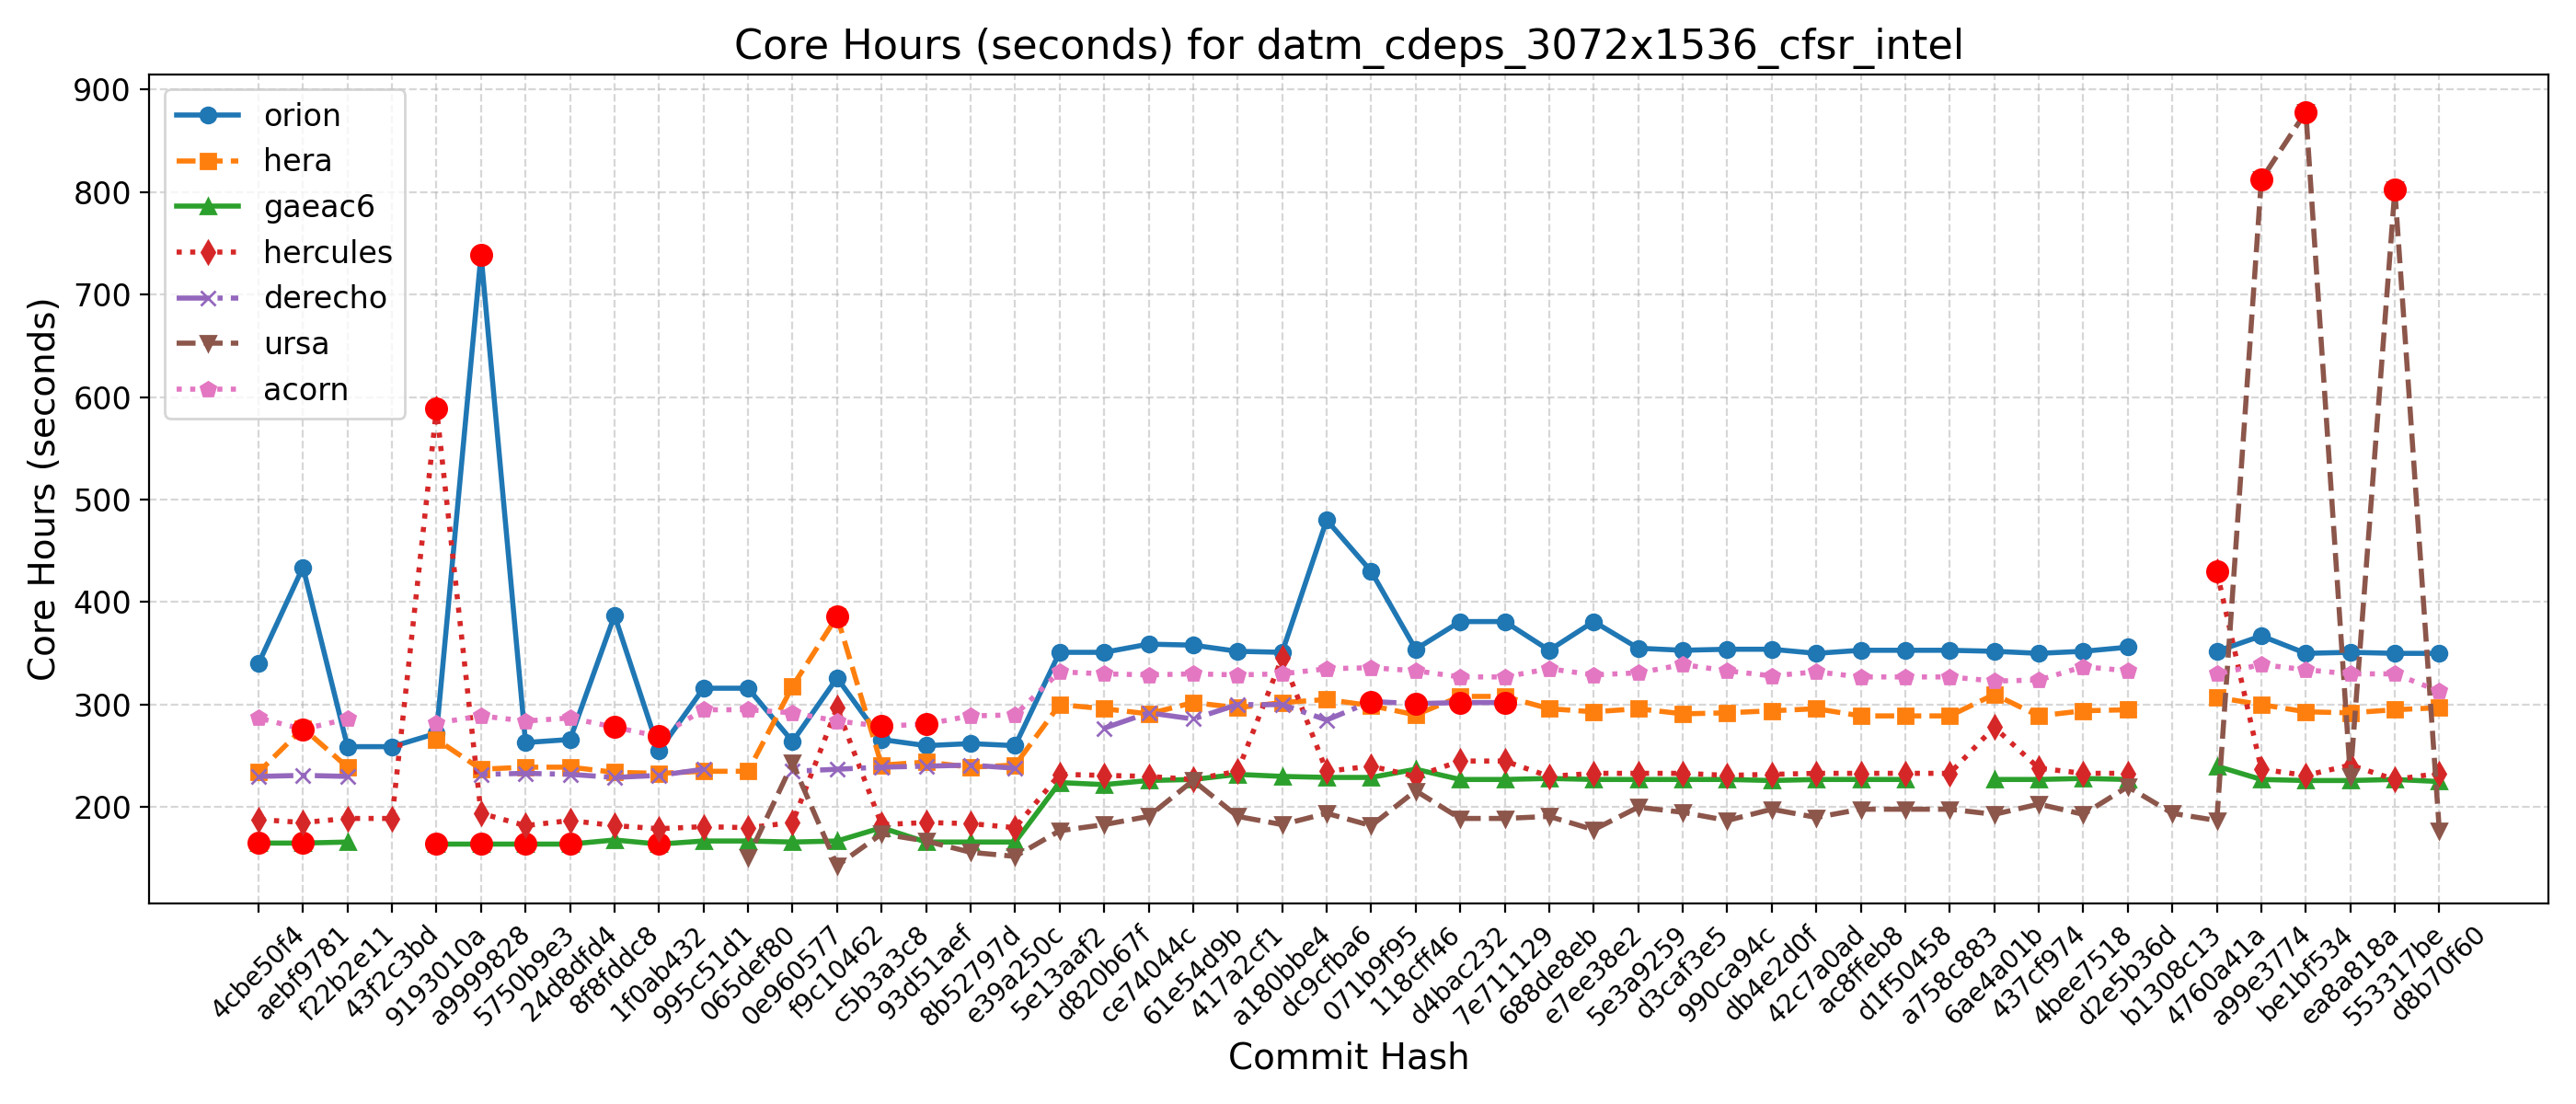 Core Hours (seconds) for datm_cdeps_3072x1536_cfsr_intel
Core Hours (seconds)
900
800
700
600
500
400
300
200
orion
hera
gaeac6
hercules
derecho
ursa
acorn
4cbe50f4
aebf9781
f22b2e11
43f2c3bd
9193010a
a9999828
5750b9e3
24d8dfd4
8f8fddc8
1f0ab432
995c51d1
065def80
0e960577
f9c10462
c5b3a3c8
93d51aef
8b52797d
e39a250c
5e13aaf2
d820b67f
ce74044c
61e54d9b
417a2cf1
a180bbe4
dc9cfba6
071b9f95
118cff46
d4bac232
7e711129
688de8eb
e7ee38e2
5e3a9259
d3caf3e5
990ca94c
db4e2d0f
42c7a0ad
ac8ffeb8
d1f50458
a758c883
6ae4a01b
437cf974
4bee7518
d2e5b36d
b1308c13
4760a41a
a99e3774
be1bf534
ea8a818a
553317be
d8b70f60
Commit Hash